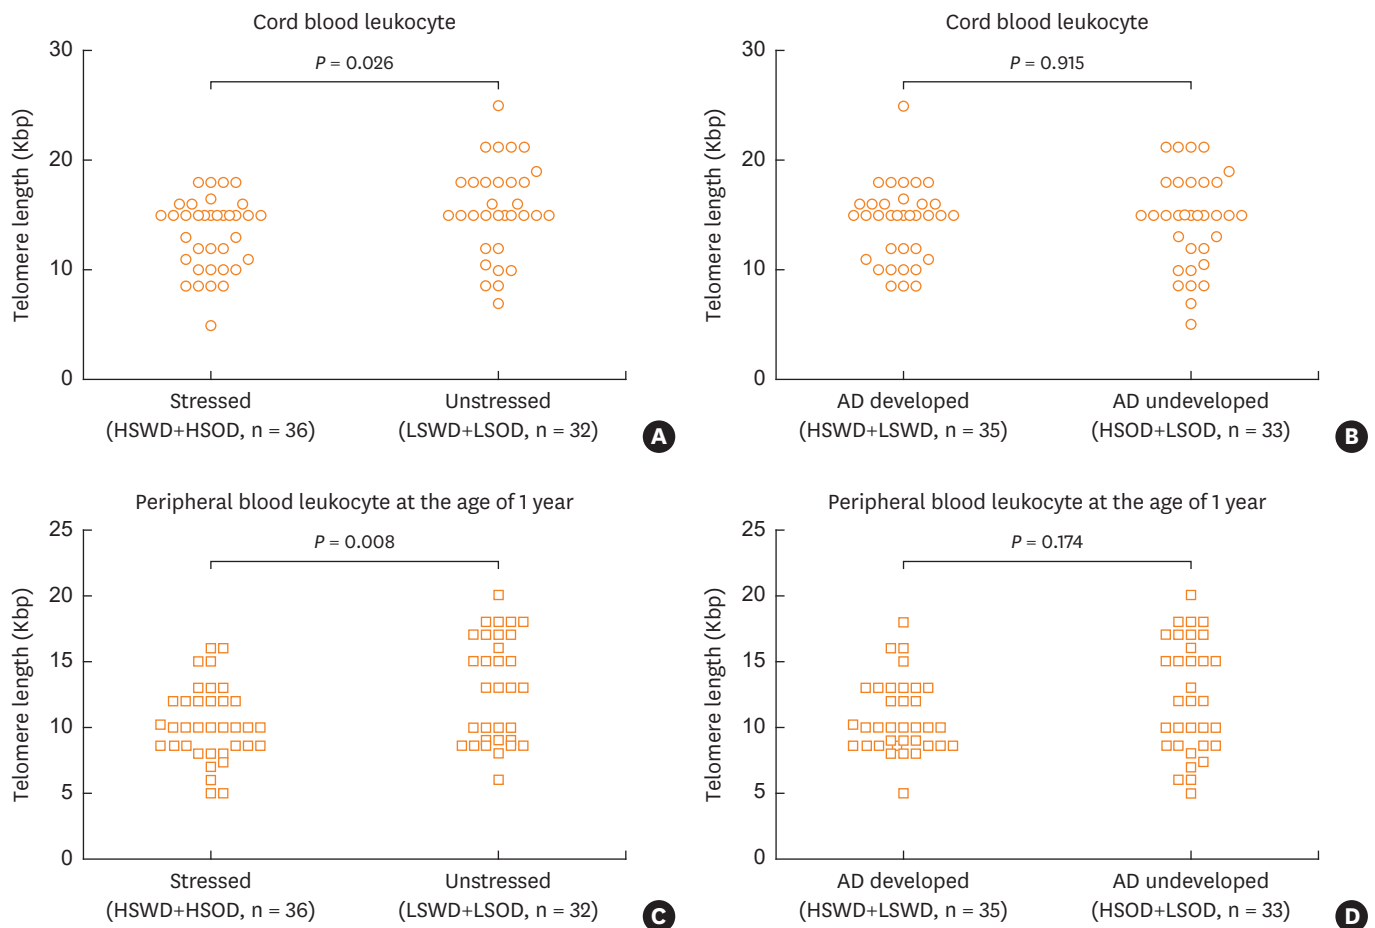 Cord blood leukocyte
P = 0.026
30
20
10
0
Telomere length (Kbp)
Stressed
(HSWD+HSOD, n = 36)
Unstressed
(LSWD+LSOD, n = 32)
A
Cord blood leukocyte
P = 0.915
30
20
10
0
Telomere length (Kbp)
AD developed
(HSWD+LSWD, n = 35)
AD undeveloped
(HSOD+LSOD, n = 33)
B
Peripheral blood leukocyte at the age of 1 year
P = 0.008
25
20
15
10
5
0
Telomere length (Kbp)
Stressed
(HSWD+HSOD, n = 36)
Unstressed
(LSWD+LSOD, n = 32)
C
Peripheral blood leukocyte at the age of 1 year
P = 0.174
25
20
15
10
5
0
Telomere length (Kbp)
AD developed
(HSWD+LSWD, n = 35)
AD undeveloped
(HSOD+LSOD, n = 33)
D